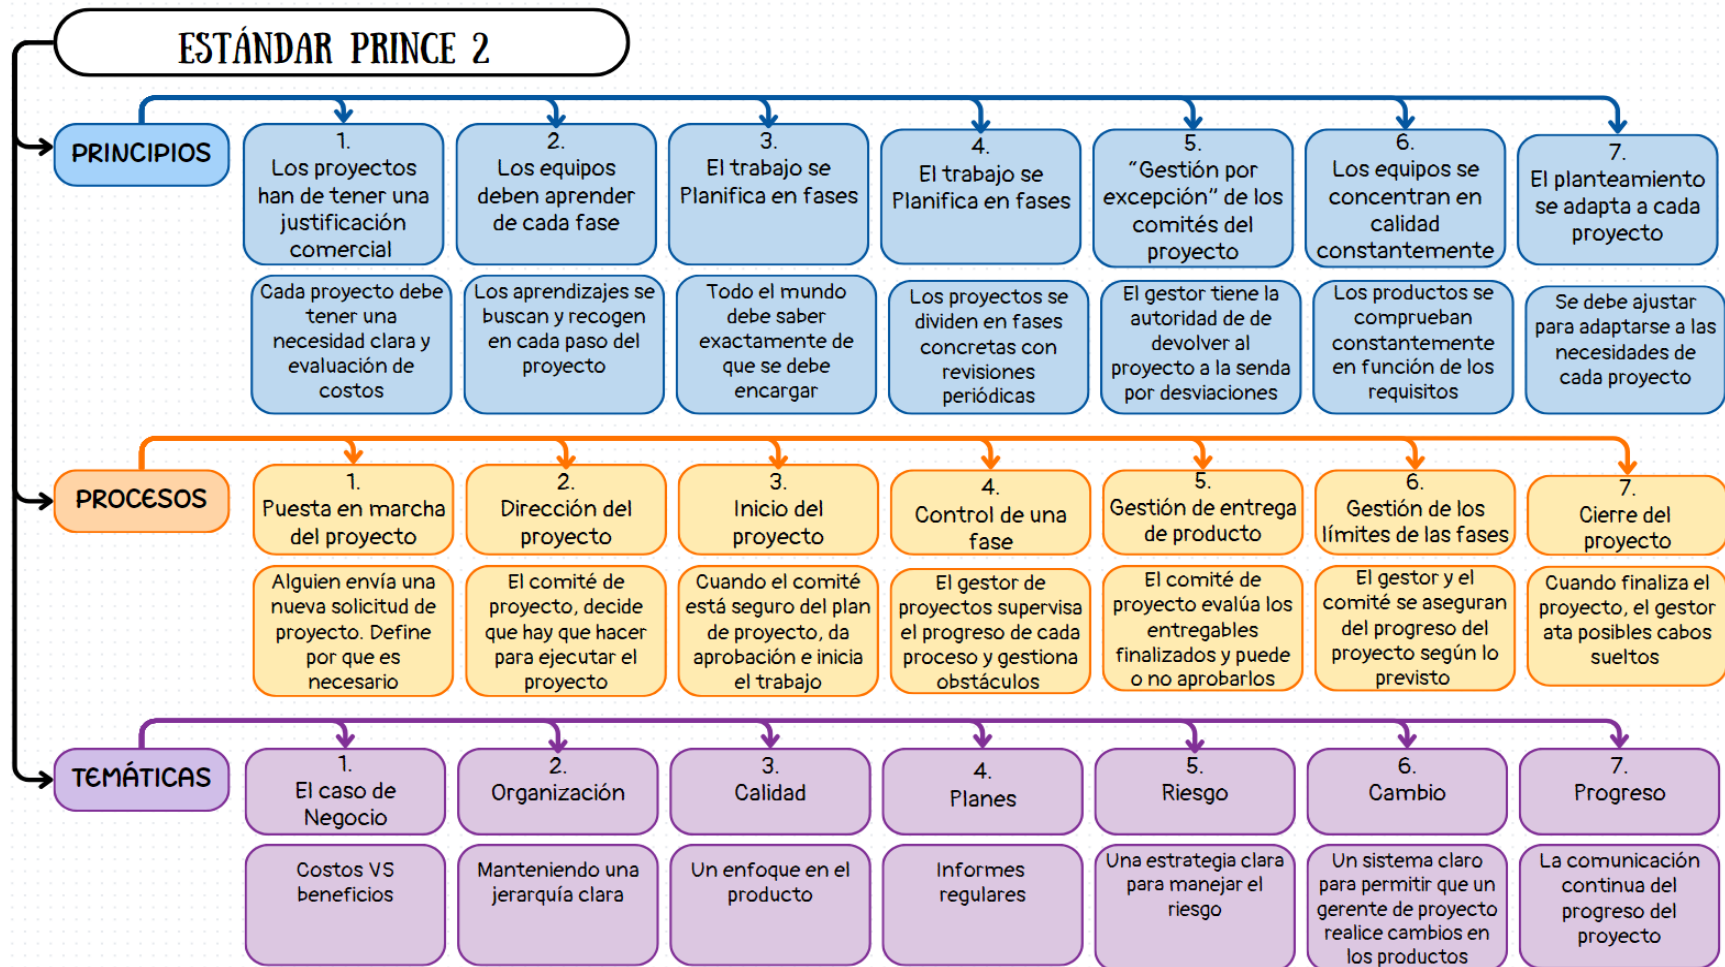 ESTÁNDAR PRINCE 2
PRINCIPIOS
1.
Los proyectos
han de tener una
justificación
comercial
2.
Los equipos
deben aprender
de cada fase
3.
El trabajo se
Planifica en fases
4.
El trabajo se
Planifica en fases
5.
“Gestión por
excepción” de los
comités del
proyecto
6.
Los equipos se
concentran en
calidad
constantemente
7.
El planteamiento
se adapta a cada
proyecto
Cada proyecto debe
tener una
necesidad clara y
evaluación de
costos
Los aprendizajes se
buscan y recogen
en cada paso del
proyecto
Todo el mundo
debe saber
exactamente de
que se debe
encargar
Los proyectos se
dividen en fases
concretas con
revisiones
periódicas
El gestor tiene la
autoridad de de
devolver al
proyecto a la senda
por desviaciones
Los productos se
comprueban
constantemente
en función de los
requisitos
Se debe ajustar
para adaptarse a las
necesidades de
cada proyecto
PROCESOS
1.
Puesta en marcha
del proyecto
2.
Dirección del
proyecto
3.
Inicio del
proyecto
4.
Control de una
fase
5.
Gestión de entrega
de producto
6.
Gestión de los
límites de las fases
7.
Cierre del
proyecto
Alguien envía una
nueva solicitud de
proyecto. Define
por que es
necesario
El comité de
proyecto, decide
que hay que hacer
para ejecutar el
proyecto
Cuando el comité
está seguro del plan
de proyecto, da
aprobación e inicia
el trabajo
El gestor de
proyectos supervisa
el progreso de cada
proceso y gestiona
obstáculos
El comité de
proyecto evalúa los
entregables
finalizados y puede
o no aprobarlos
El gestor y el
comité se aseguran
del progreso del
proyecto según lo
previsto
Cuando finaliza el
proyecto, el gestor
ata posibles cabos
sueltos
TEMÁTICAS
1.
El caso de
Negocio
2.
Organización
3.
Calidad
4.
Planes
5.
Riesgo
6.
Cambio
7.
Progreso
Costos VS
beneficios
Manteniendo una
jerarquía clara
Un enfoque en el
producto
Informes
regulares
Una estrategia clara
para manejar el
riesgo
Un sistema claro
para permitir que un
gerente de proyecto
realice cambios en
los productos
La comunicación
continua del
progreso del
proyecto